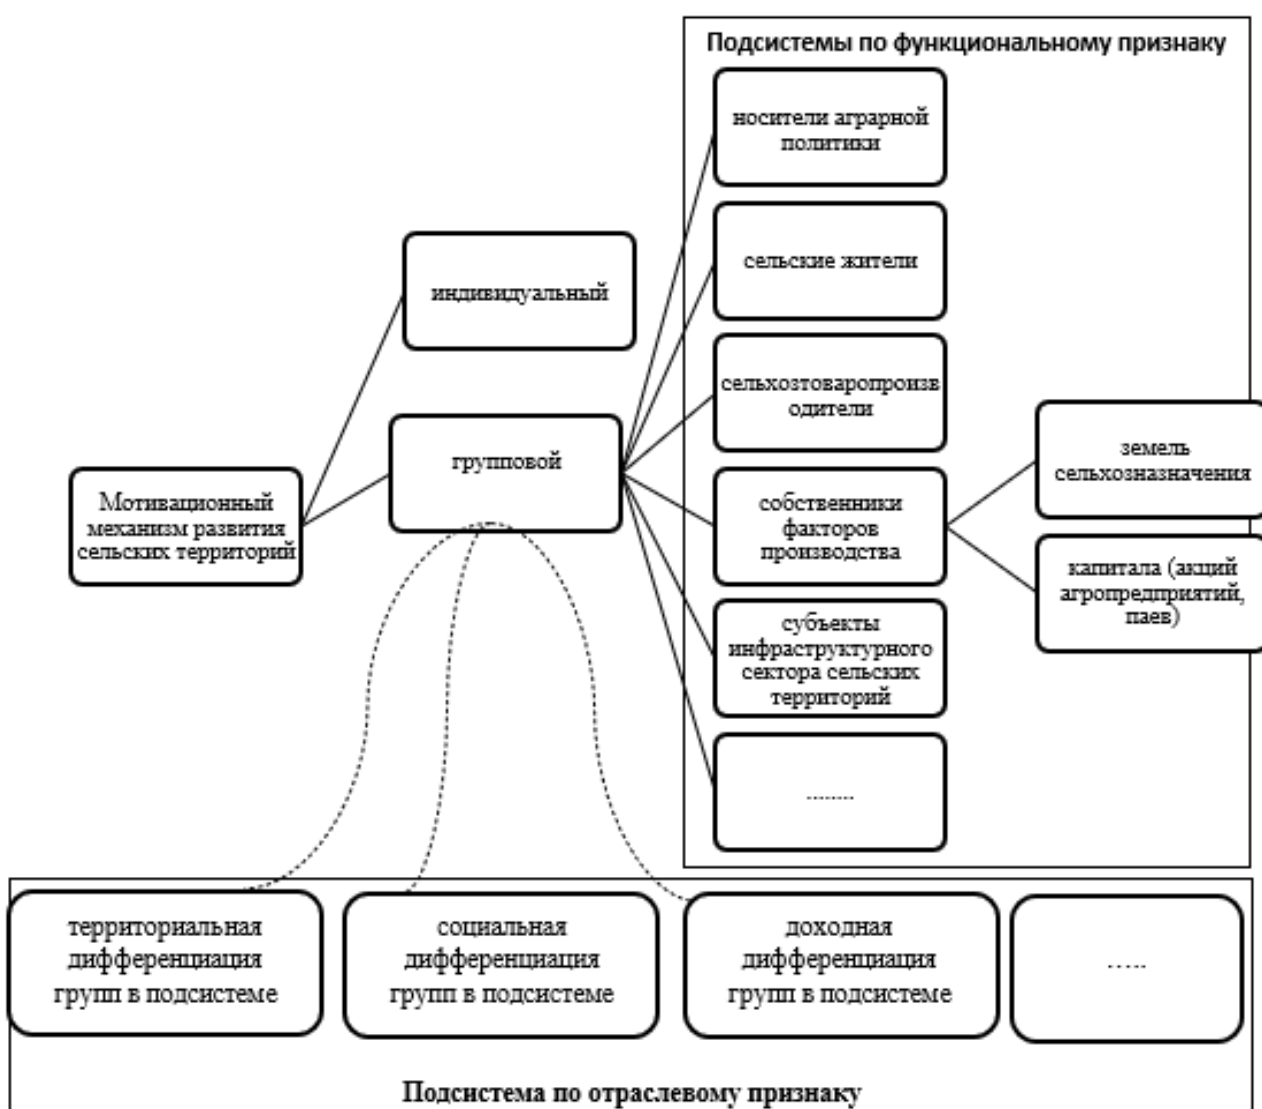 Подсистемы по функциональному признаку
носители аграрной
политики
сельские жители
индивидуальный
сельхозтоваропроизв
одители
групповой
земель
сельхозназначения
Мотивационный
механизм развития
сельских территорий
собственники
факторов
производства
капитала (акций
агропредприятий,
паев)
субъекты
инфраструктурного
сектора сельских
территорий
........
территориальная
дифференциация
групп в подсистеме
социальная
дифференциация
групп в подсистеме
доходная
дифференциация
групп в подсистеме
.....
Подсистема по отраслевому признаку